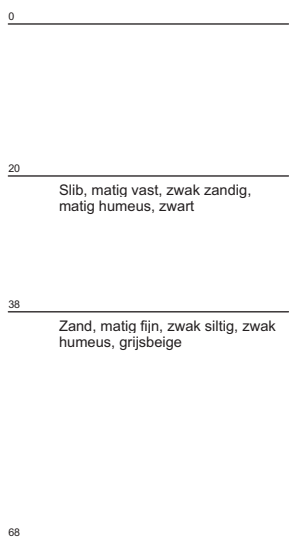 0
20
Slib, matig vast, zwak zandig,
matig humeus, zwart
38
Zand, matig fijn, zwak siltig, zwak
humeus, grijsbeige
68